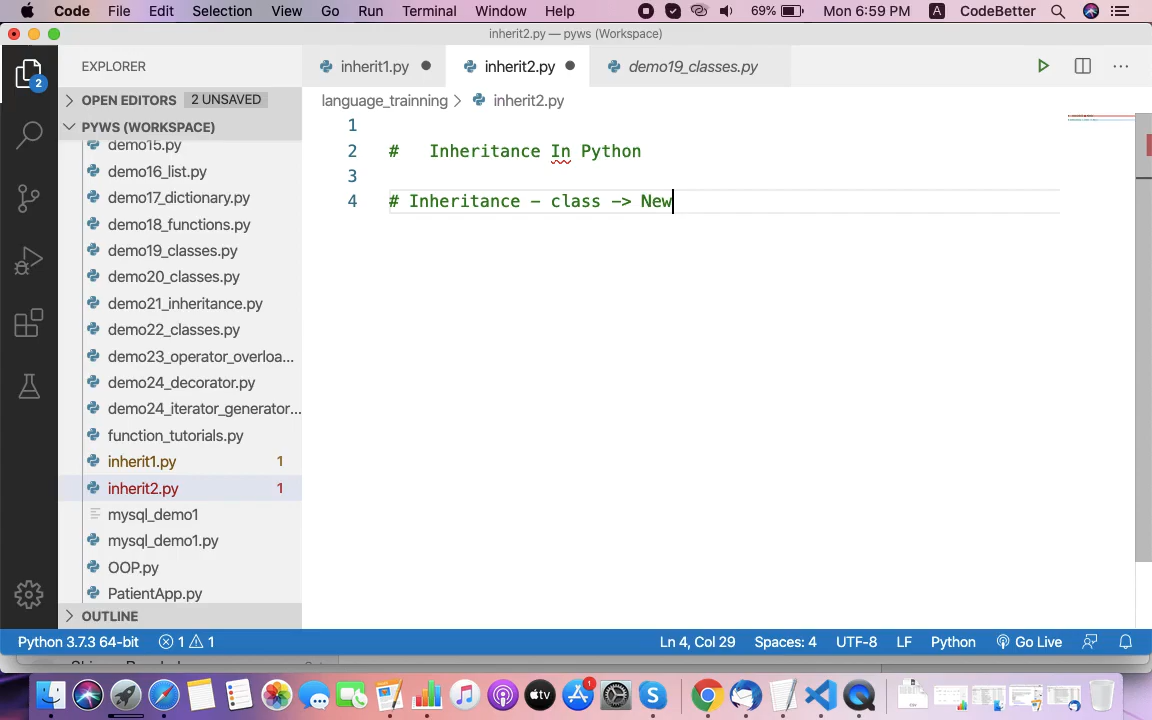 Code File Edit Selection View Go Run Terminal Window Help 69% Mon 6:59 PM A CodeBetter
inherit2.py — pyws (Workspace)
EXPLORER
inherit1.py
inherit2.py
demo19_classes.py
2
OPEN EDITORS 2 UNSAVED
language_trainning > inherit2.py
PYWS (WORKSPACE)
demo15.py
demo16_list.py
demo17_dictionary.py
demo18_functions.py
demo19_classes.py
demo20_classes.py
demo21_inheritance.py
demo22_classes.py
demo23_operator_overloa...
demo24_decorator.py
demo24_iterator_generator...
function_tutorials.py
inherit1.py 1
inherit2.py 1
mysql_demo1
mysql_demo1.py
OOP.py
PatientApp.py
OUTLINE
1
2 # Inheritance In Python
3
4 # Inheritance - class -> New
Python 3.7.3 64-bit 1 1 Ln 4, Col 29 Spaces: 4 UTF-8 LF Python Go Live
tv
1
CSV